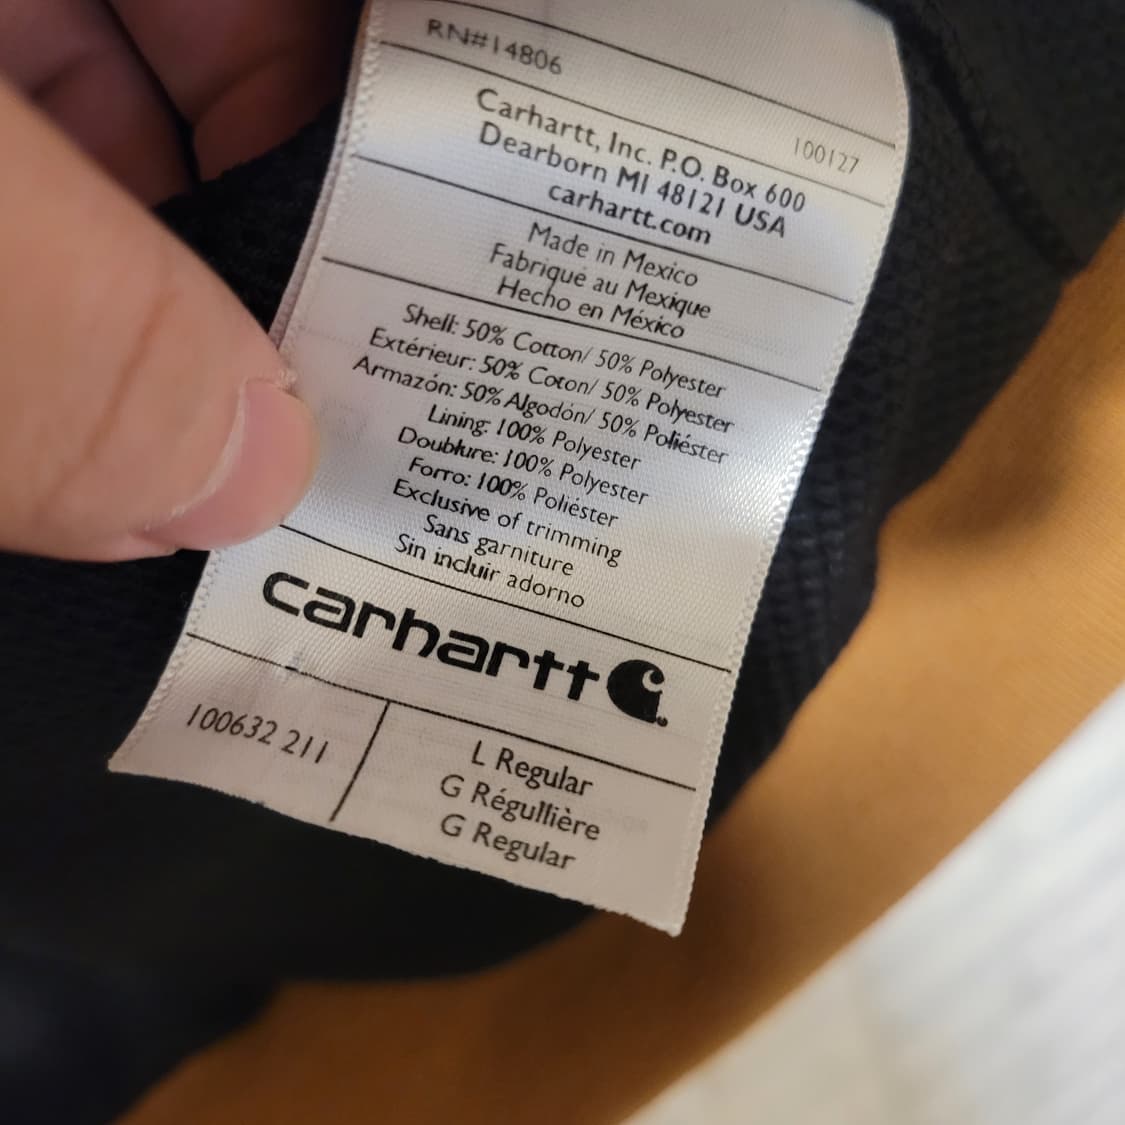 RN#14806
100127
Carhartt, Inc. P.O. Box 600
Dearborn MI 48121 USA
carhartt.com
Made in Mexico
Fabriqué au Mexique
Hecho en México
Shell: 50% Cotton/ 50% Polyester
Extérieur: 50% Coton/ 50% Polyester
Armazón: 50% Algodón/ 50% Poliéster
Lining: 100% Polyester
Doublure: 100% Polyester
Forro: 100% Poliéster
Exclusive of trimming
Sans garniture
Sin incluir adorno
carhartt
100632 211
L Regular
G Régullière
G Regular